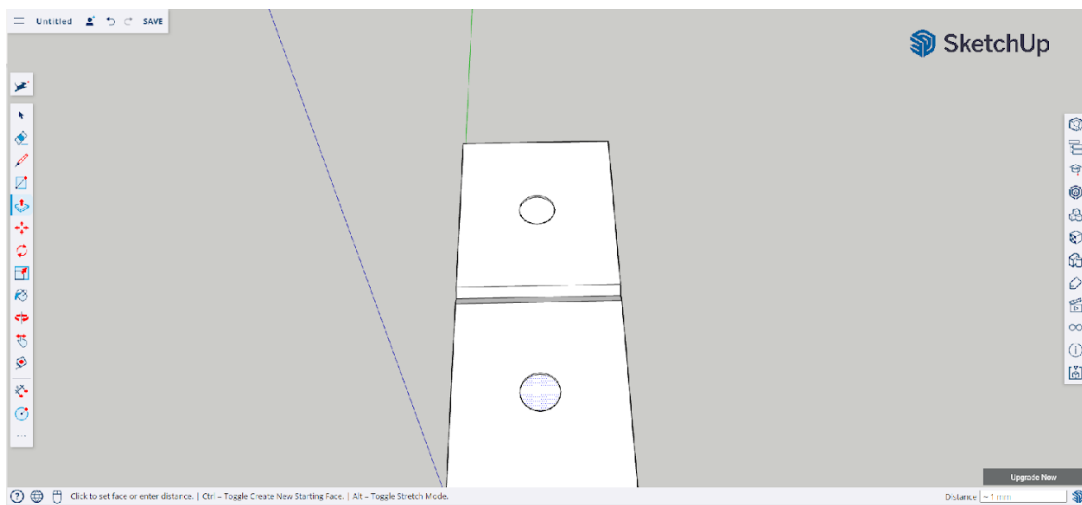 Untitled SAVE
SketchUp
Upgrade Now
Click to set face or enter distance. | Ctrl – Toggle Create New Starting Face. | Alt – Toggle Stretch Mode.
Distance ~ 1 mm